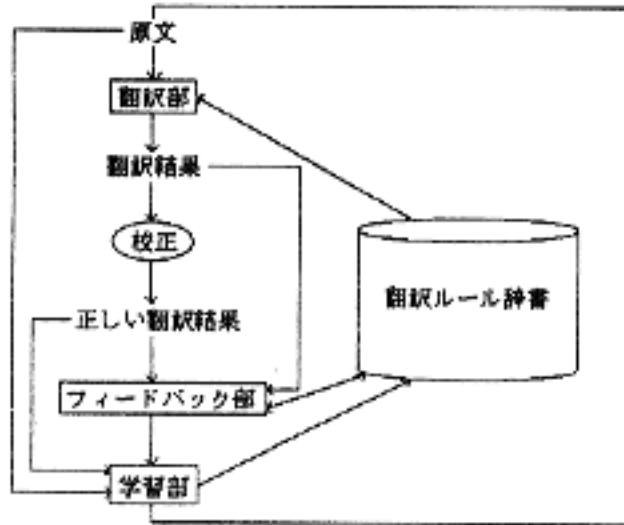 原文
翻訳部
翻訳結果
校正
翻訳ルール辞書
正しい翻訳結果
フィードバック部
学習部